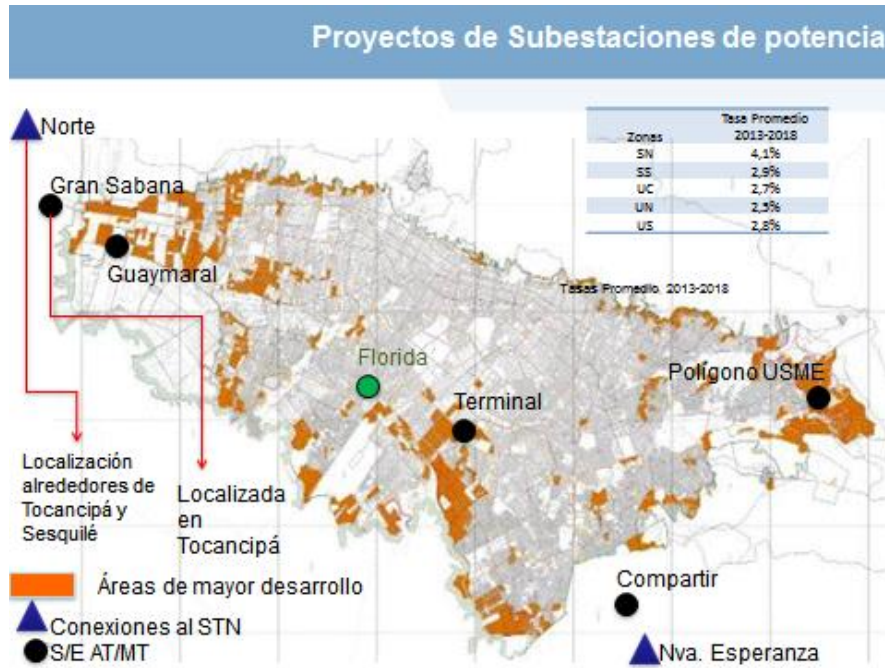 Proyectos de Subestaciones de potencia
Norte
Gran Sabana
Guaymaral
Zonas
Tasa Promedio
2013-2018
SN 4,1%
SS 2,9%
UC 2,7%
UN 2,3%
US 2,8%
Tasas Promedio, 2013-2018
Florida
Terminal
Polígono USME
Localización
alrededores de
Tocancipá y
Sesquilé
Localizada
en
Tocancipá
Áreas de mayor desarrollo
Conexiones al STN
S/E AT/MT
Compartir
Nva. Esperanza